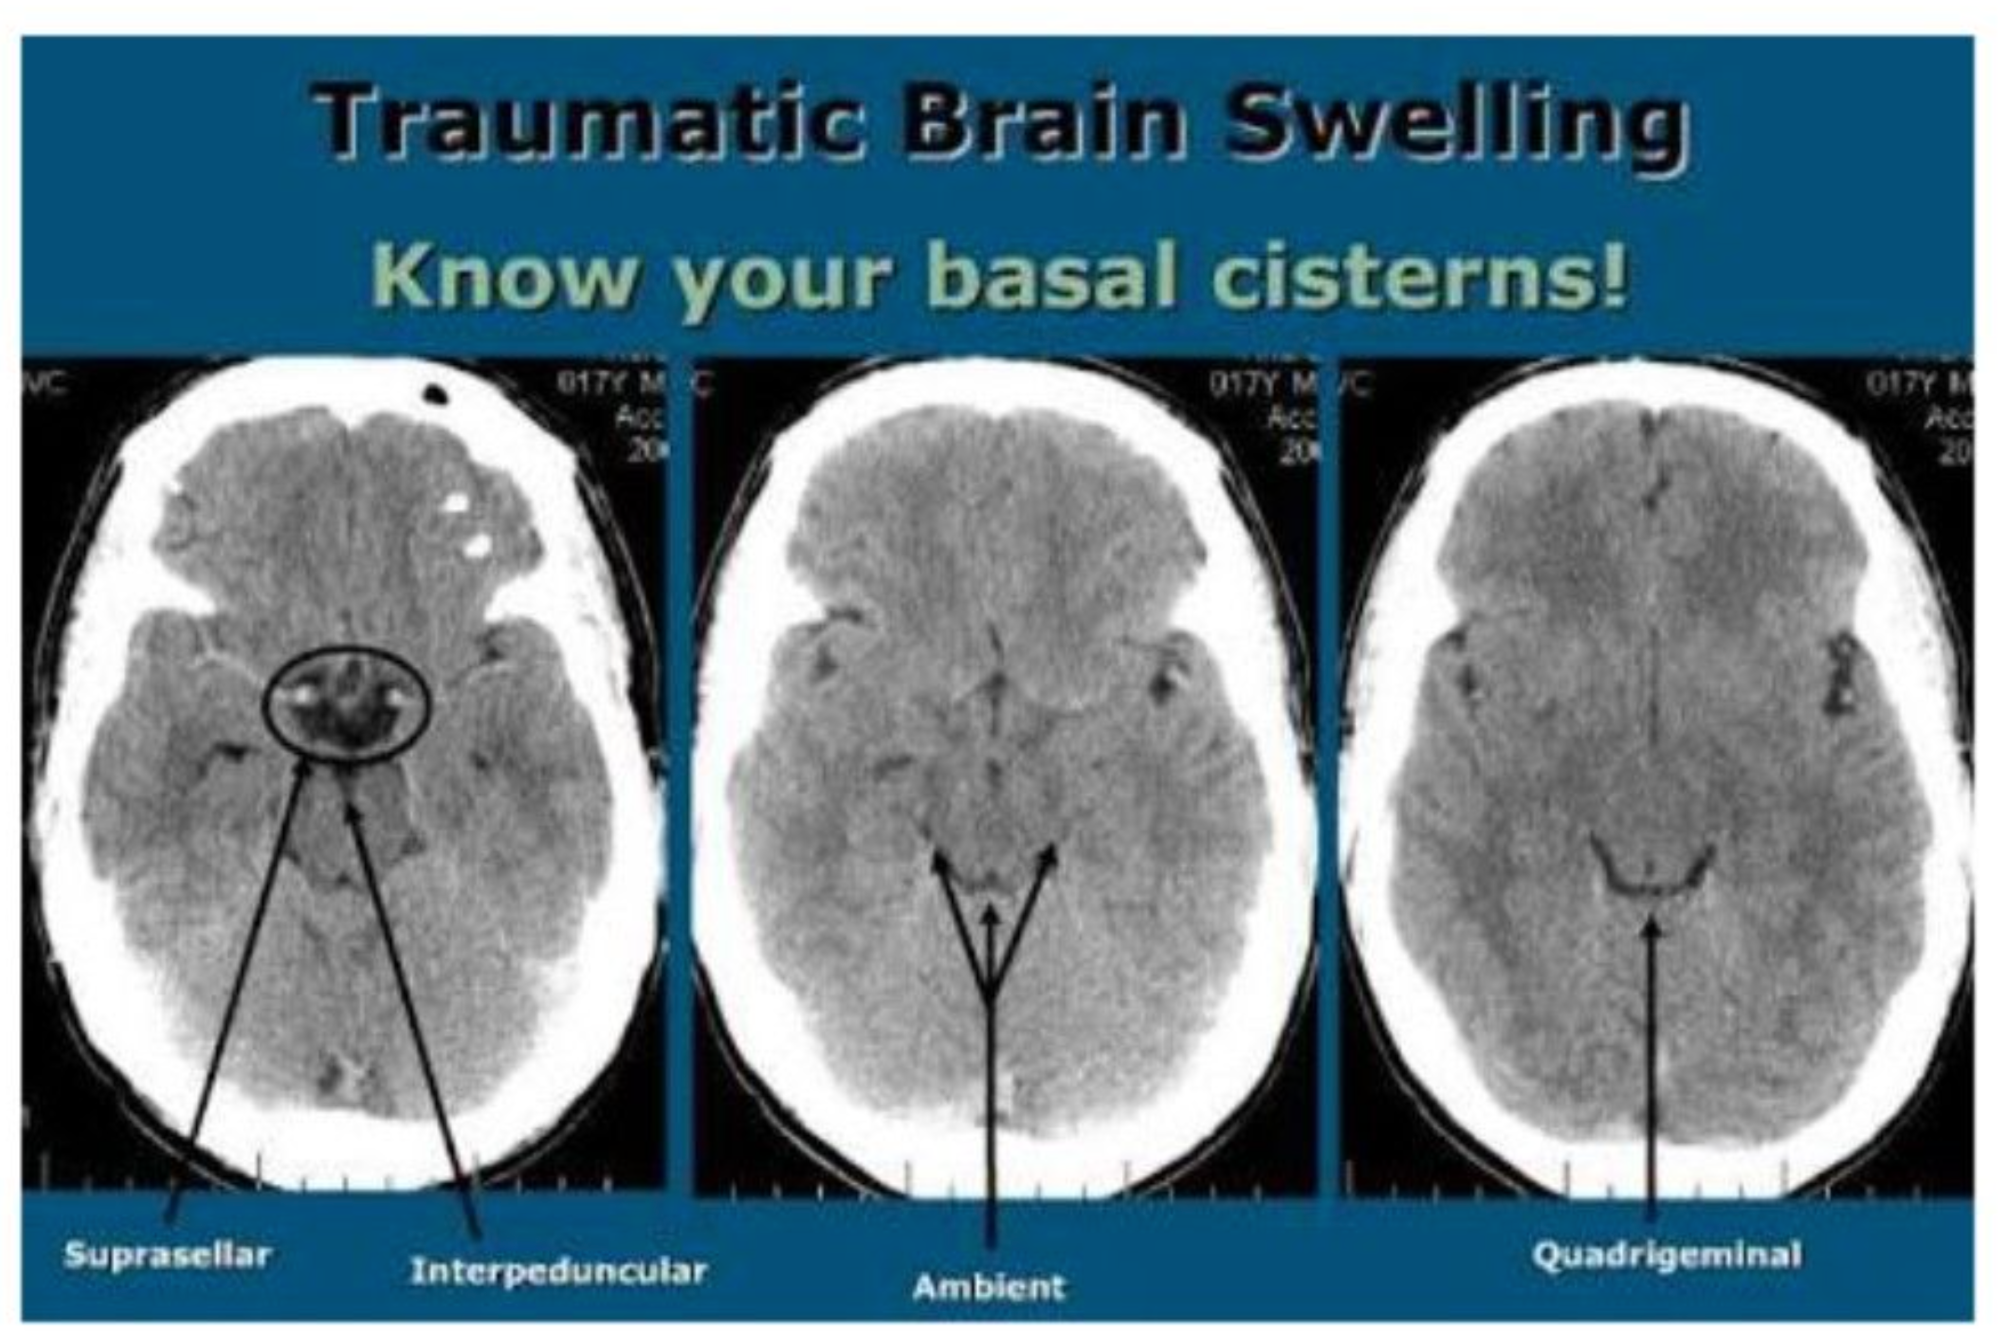 Traumatic Brain Swelling
Know your basal cisterns!
VC
017Y M
Acc
20
C
017Y M
Acc
20
VC
017Y M
Acc
20
Suprasellar
Interpeduncular
Ambient
Quadrigeminal